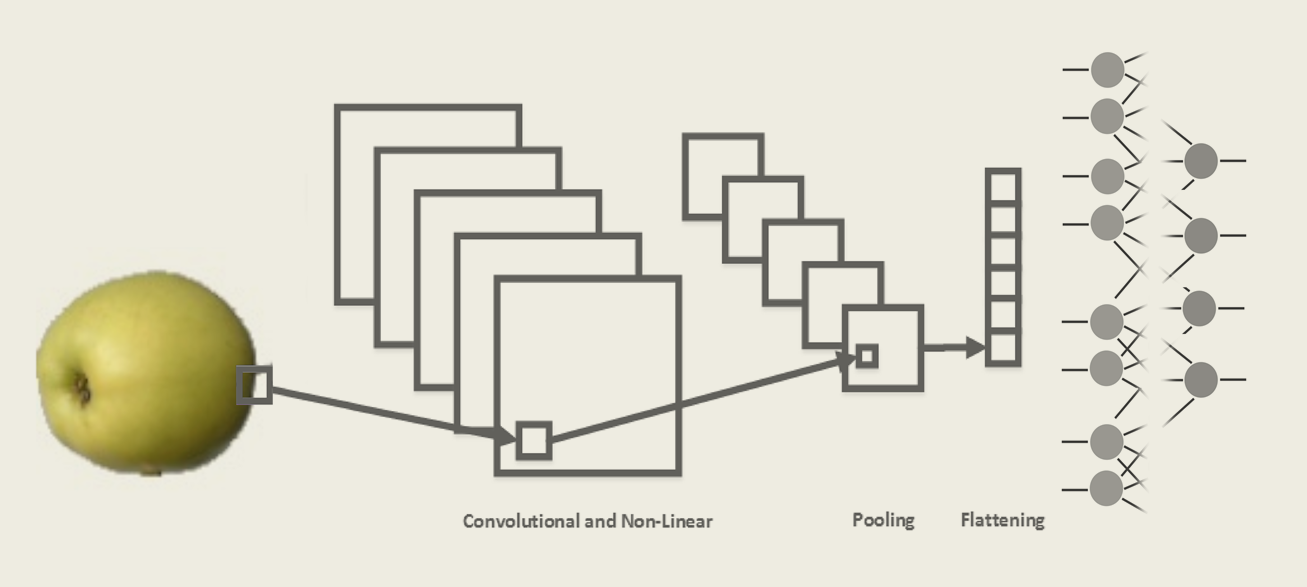 Convolutional and Non-Linear
Pooling
Flattening